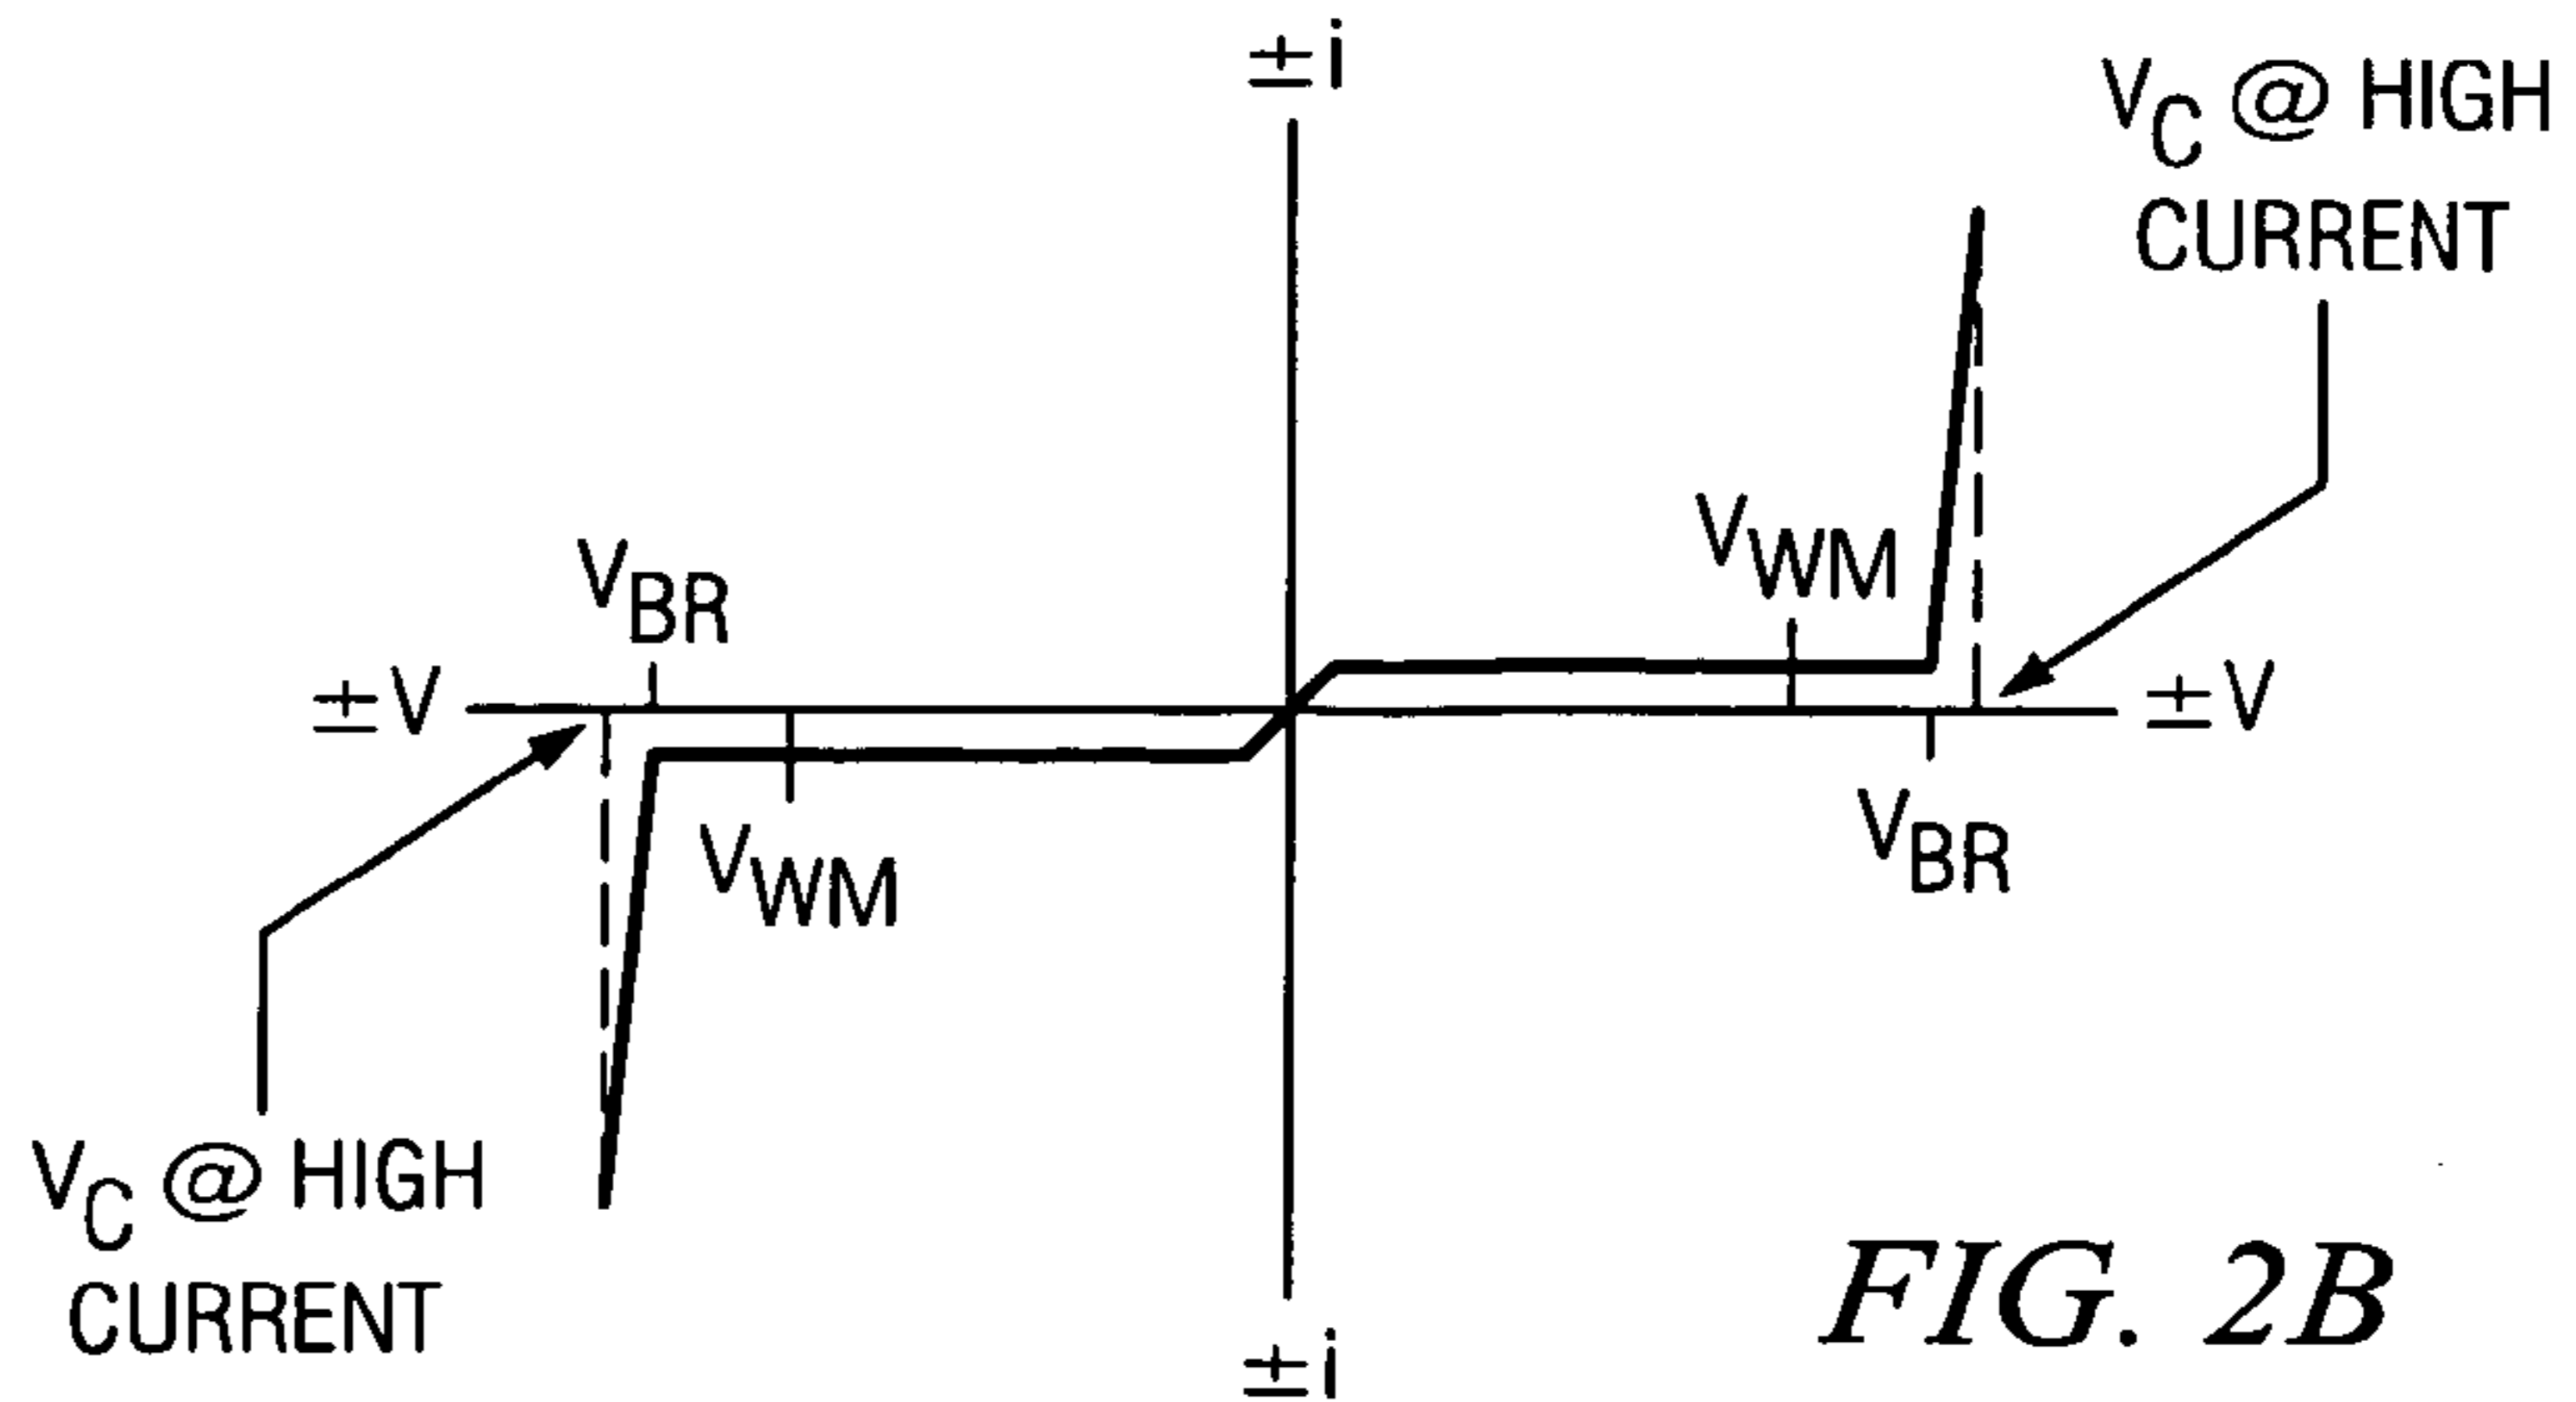 ±i
V_C @ HIGH
CURRENT
V_WM
V_BR
±V
±V
V_BR
V_WM
V_C @ HIGH
CURRENT
±i
FIG. 2B